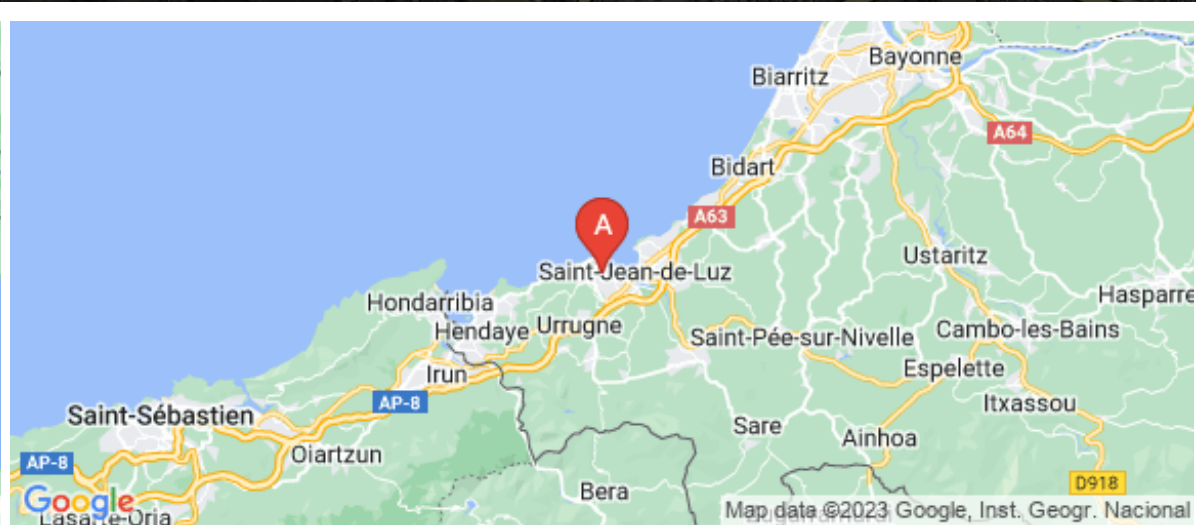 Bayonne
Biarritz
A64
Bidart
A63
A
Ustaritz
Saint-Jean-de-Luz
Hasparre
Hondarribia
Hendaye
Urrugne
Saint-Pée-sur-Nivelle
Cambo-les-Bains
Espelette
Irun
AP-8
Itxassou
Saint-Sébastien
Sare
Ainhoa
Oiartzun
AP-8
D918
Bera
Google
Lasarte-Oria
Map data ©2023 Google, Inst. Geogr. Nacional